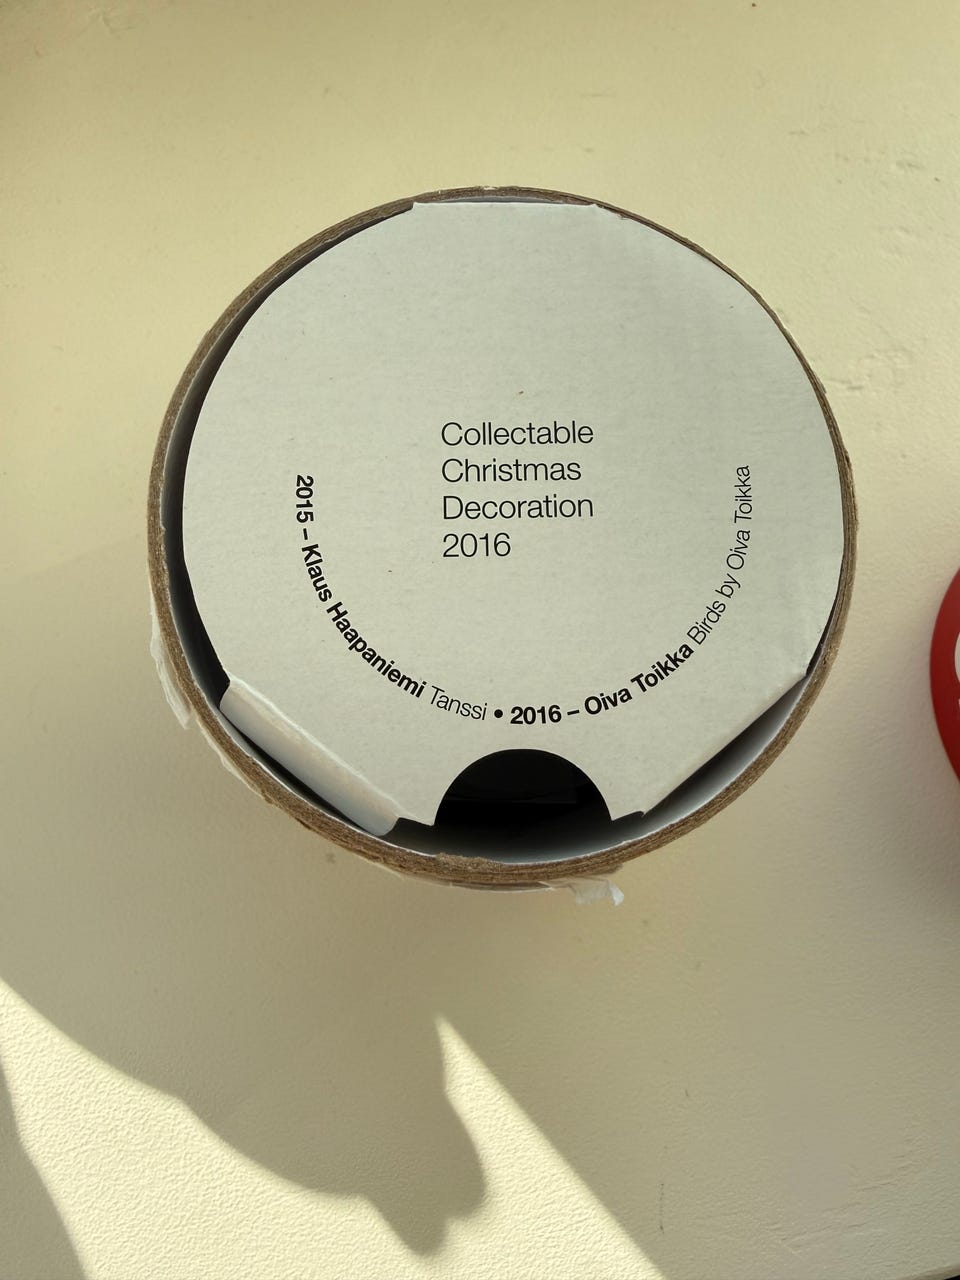 Collectable
Christmas
Decoration
2016
2015 – Klaus Haapaniemi Tanssi • 2016 – Oiva Toikka Birds by Oiva Toikka